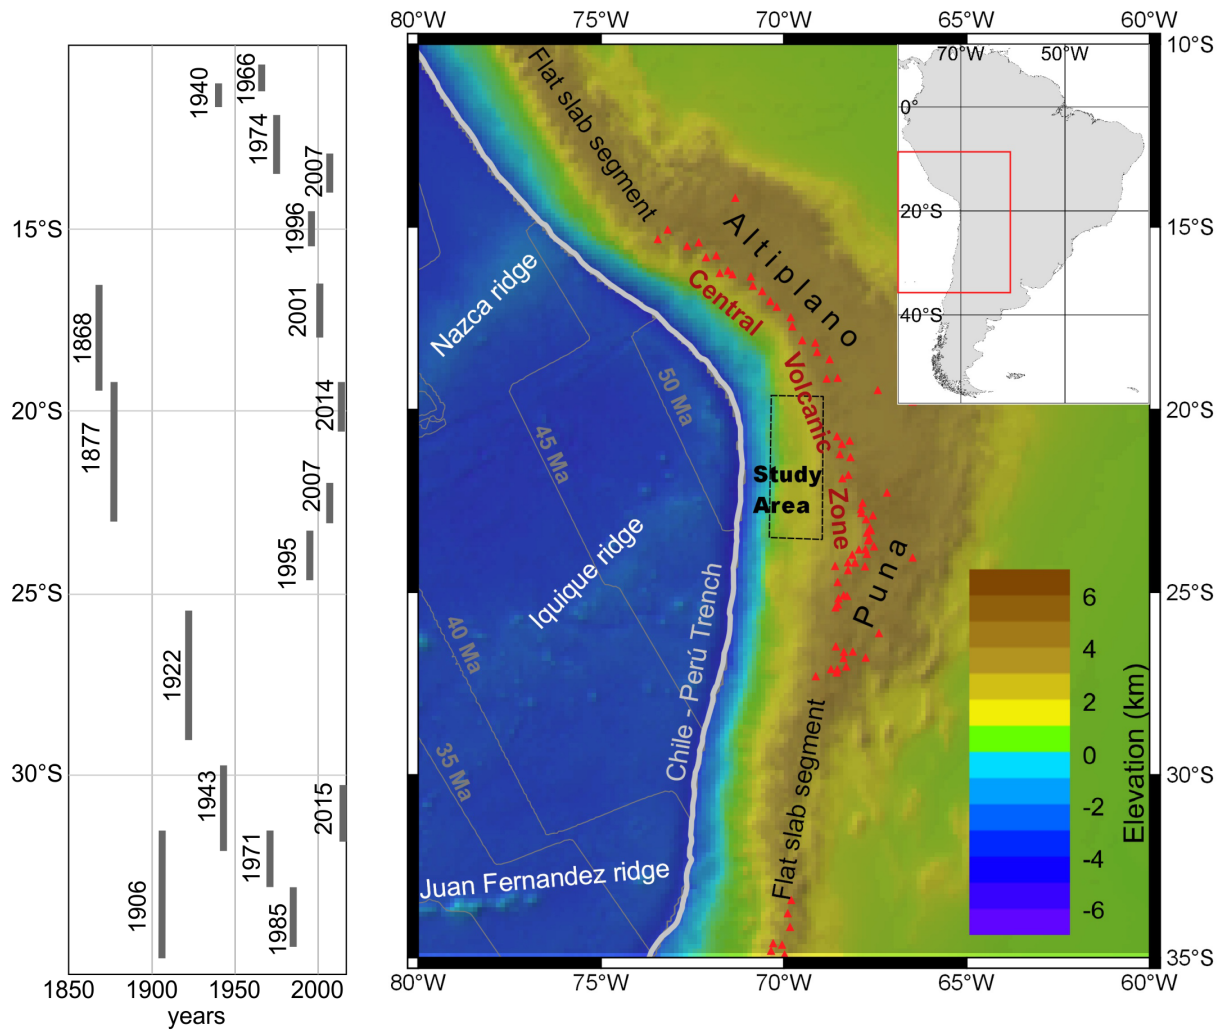 80°W 75°W 70°W 65°W 60°W
10°S
15°S
20°S
25°S
30°S
35°S
80°W 75°W 70°W 65°W 60°W
15°S
20°S
25°S
30°S
1940
1966
1974
2007
1996
2001
1868
1877
2014
2007
1995
1922
1943
2015
1971
1906
1985
1850 1900 1950 2000
years
Flat slab segment
Altiplano
Central
Volcanic
Zone
Nazca ridge
50 Ma
45 Ma
Study
Area
Iquique ridge
Puna
40 Ma
Chile - Perú Trench
35 Ma
Flat slab segment
Juan Fernandez ridge
70°W 50°W
0°
20°S
40°S
6
4
2
0
-2
-4
-6
Elevation (km)